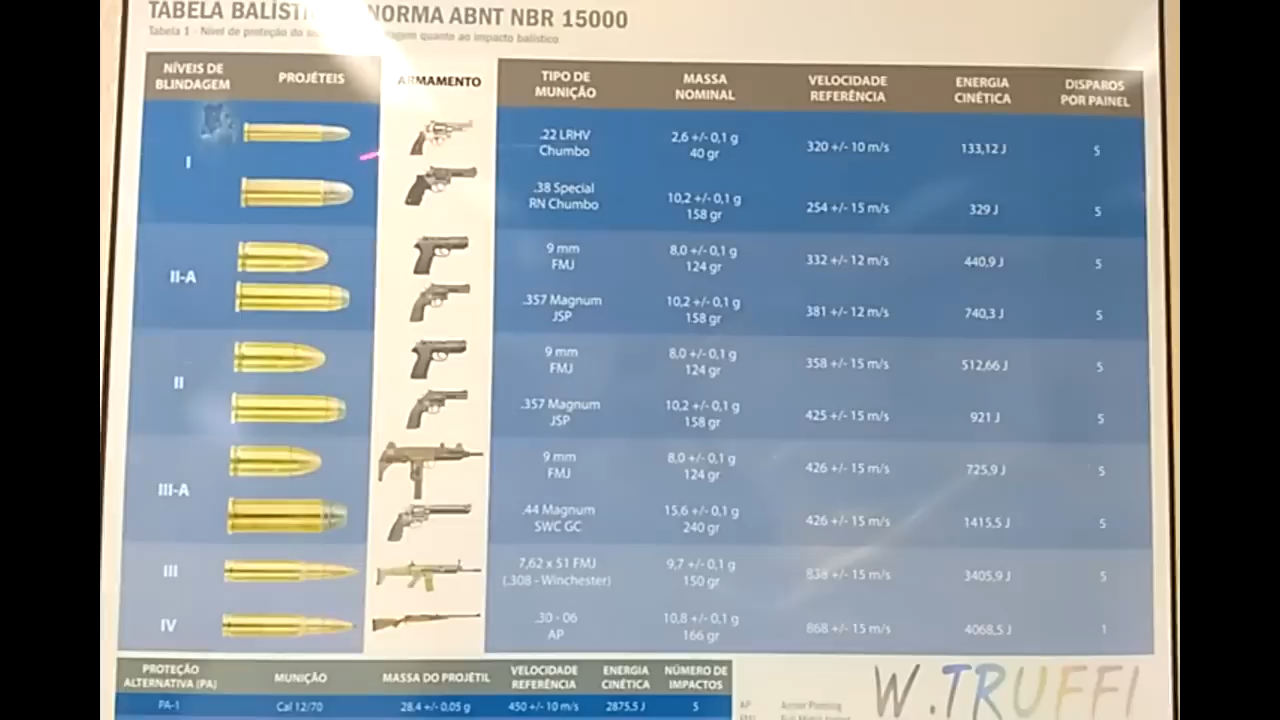 TABELA BALÍST NORMA ABNT NBR 15000
Tabela 1 - Nível de proteção do gem quanto ao impacto balístico
NÍVEIS DE BLINDAGEM PROJÉTEIS ARMAMENTO TIPO DE MUNIÇÃO MASSA NOMINAL VELOCIDADE REFERÊNCIA ENERGIA CINÉTICA DISPAROS POR PAINEL
I
.22 LRHV 2,6 +/- 0,1 g 320 +/- 10 m/s 133,12 J 5
Chumbo 40 gr
.38 Special 10,2 +/- 0,1 g 254 +/- 15 m/s 329 J 5
RN Chumbo 158 gr
II-A
9 mm 8,0 +/- 0,1 g 332 +/- 12 m/s 440,9 J 5
FMJ 124 gr
.357 Magnum 10,2 +/- 0,1 g 381 +/- 12 m/s 740,3 J 5
JSP 158 gr
II
9 mm 8,0 +/- 0,1 g 358 +/- 15 m/s 512,66 J 5
FMJ 124 gr
.357 Magnum 10,2 +/- 0,1 g 425 +/- 15 m/s 921 J 5
JSP 158 gr
III-A
9 mm 8,0 +/- 0,1 g 426 +/- 15 m/s 725,9 J 5
FMJ 124 gr
.44 Magnum 15,6 +/- 0,1 g 426 +/- 15 m/s 1415,5 J 5
SWC GC 240 gr
III
7,62 x 51 FMJ 9,7 +/- 0,1 g 838 +/- 15 m/s 3405,9 J 5
(.308 - Winchester) 150 gr
IV
.30 - 06 10,8 +/- 0,1 g 868 +/- 15 m/s 4068,5 J 1
AP 166 gr
PROTEÇÃO ALTERNATIVA (PA) MUNIÇÃO MASSA DO PROJÉTIL VELOCIDADE REFERÊNCIA ENERGIA CINÉTICA NÚMERO DE IMPACTOS
PA-1 Cal 12/70 28,4 +/- 0,05 g 450 +/- 10 m/s 2875,5 J 5
AP
W.TRUFFI